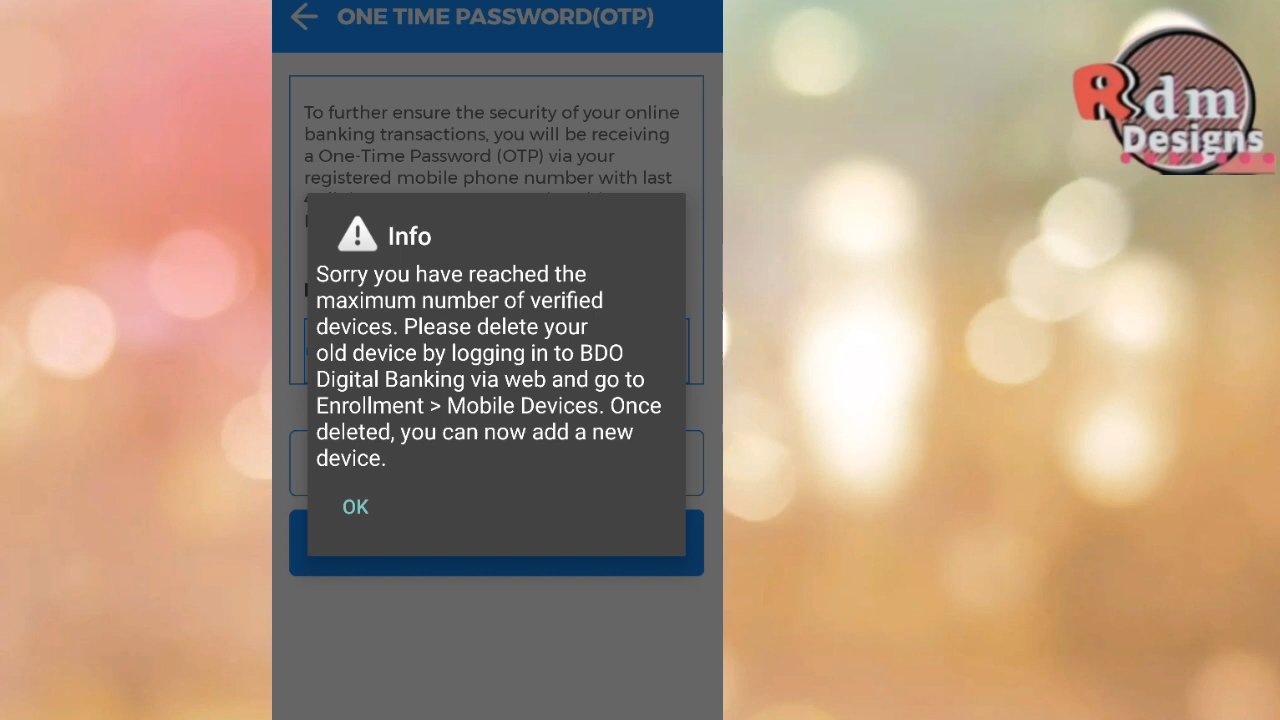 ONE TIME PASSWORD(OTP)
To further ensure the security of your online
banking transactions, you will be receiving
a One-Time Password (OTP) via your
registered mobile phone number with last
Info
Sorry you have reached the
maximum number of verified
devices. Please delete your
old device by logging in to BDO
Digital Banking via web and go to
Enrollment > Mobile Devices. Once
deleted, you can now add a new
device.
OK
Rdm
Designs